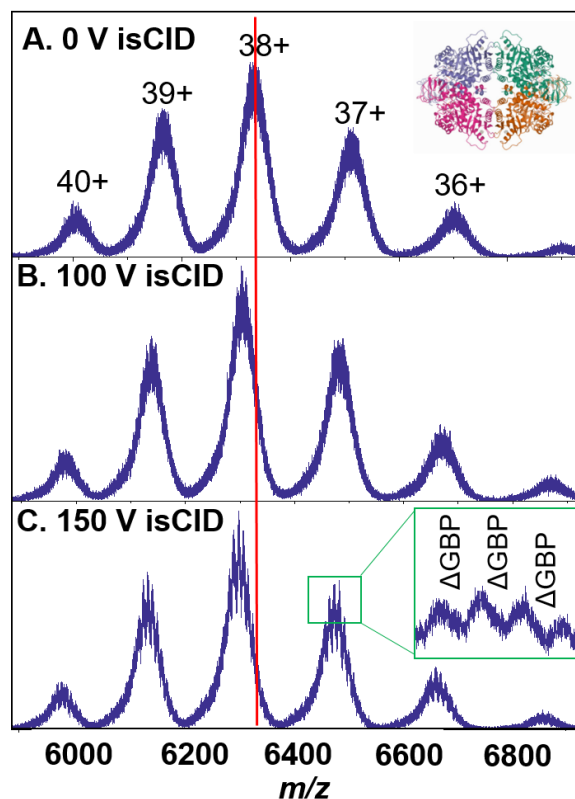 A. 0 V isCID
38+
39+
37+
40+
36+
B. 100 V isCID
C. 150 V isCID
ΔGBP
ΔGBP
ΔGBP
6000
6200
6400
6600
6800
m/z